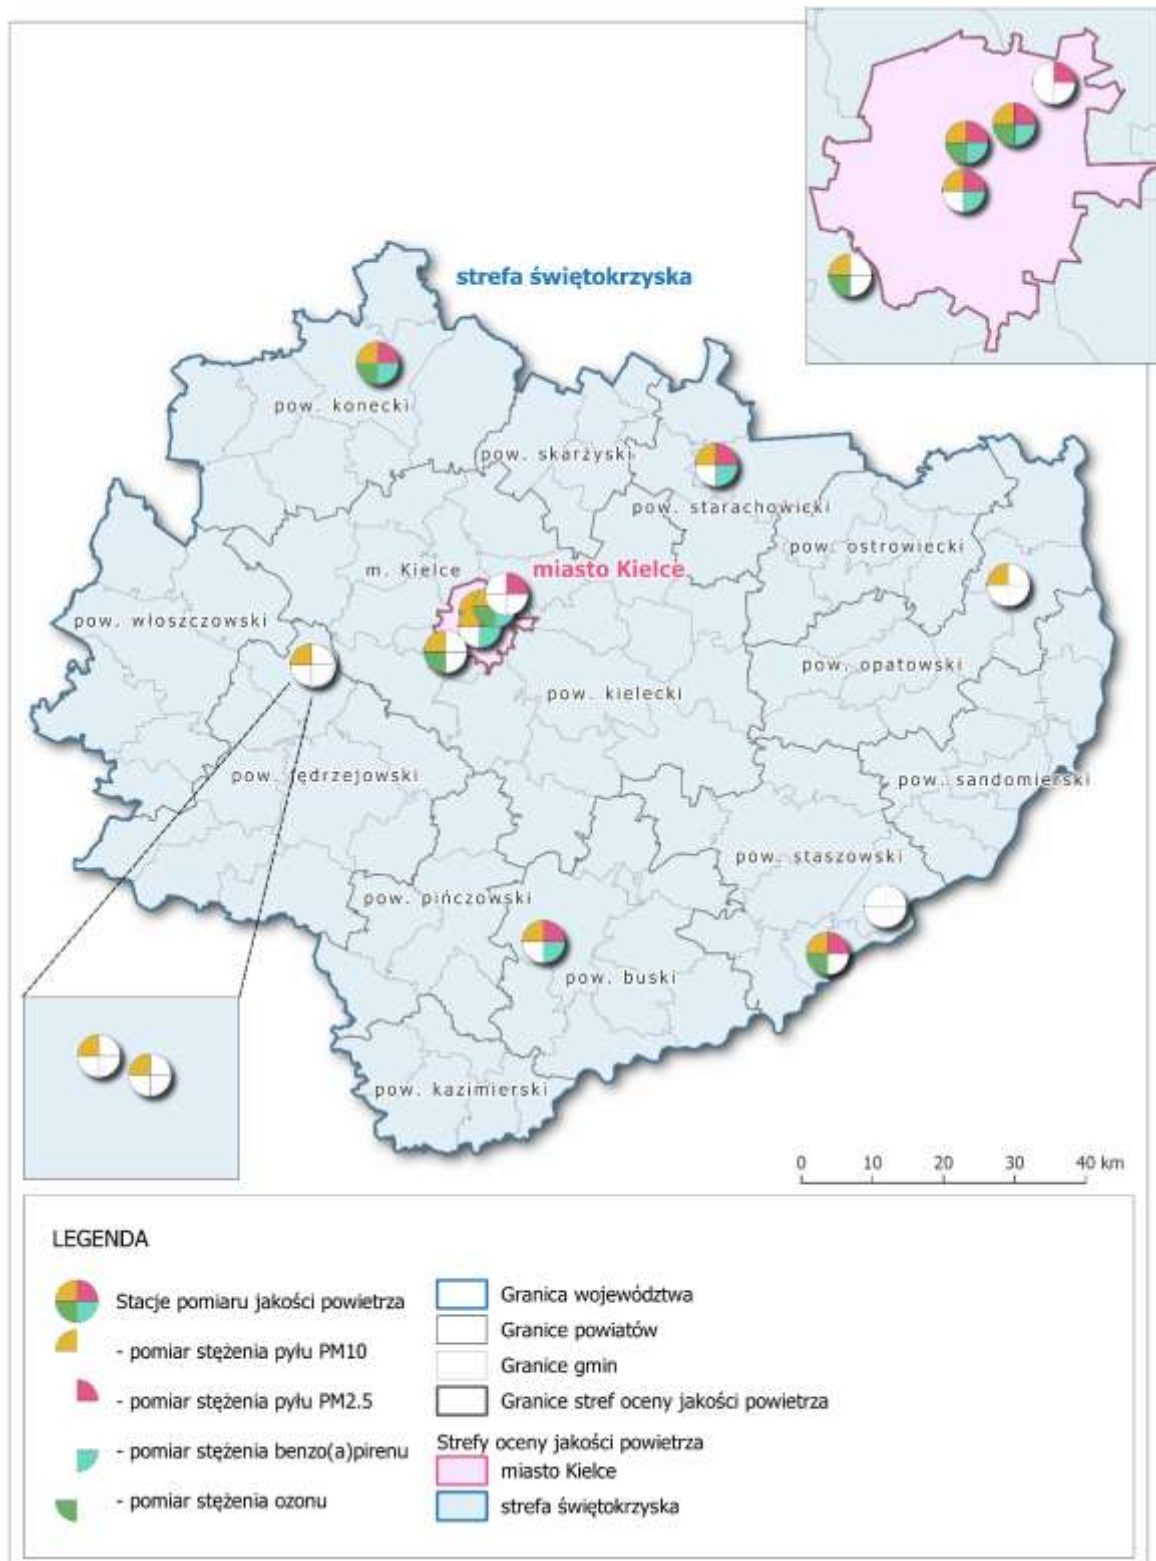 strefa świętokrzyska
pow. konecki
pow. skarżyski
pow. starachowicki
pow. ostrowiecki
m. Kielce
miasto Kielce
pow. włoszczowski
pow. opatowski
pow. kielecki
pow. jędrzejowski
pow. sandomierski
pow. staszowski
pow. pińczowski
pow. buski
pow. kazimierski
0 10 20 30 40 km
LEGENDA
Stacje pomiaru jakości powietrza
- pomiar stężenia pyłu PM10
- pomiar stężenia pyłu PM2.5
- pomiar stężenia benzo(a)pirenu
- pomiar stężenia ozonu
Granica województwa
Granice powiatów
Granice gmin
Granice stref oceny jakości powietrza
Strefy oceny jakości powietrza
miasto Kielce
strefa świętokrzyska